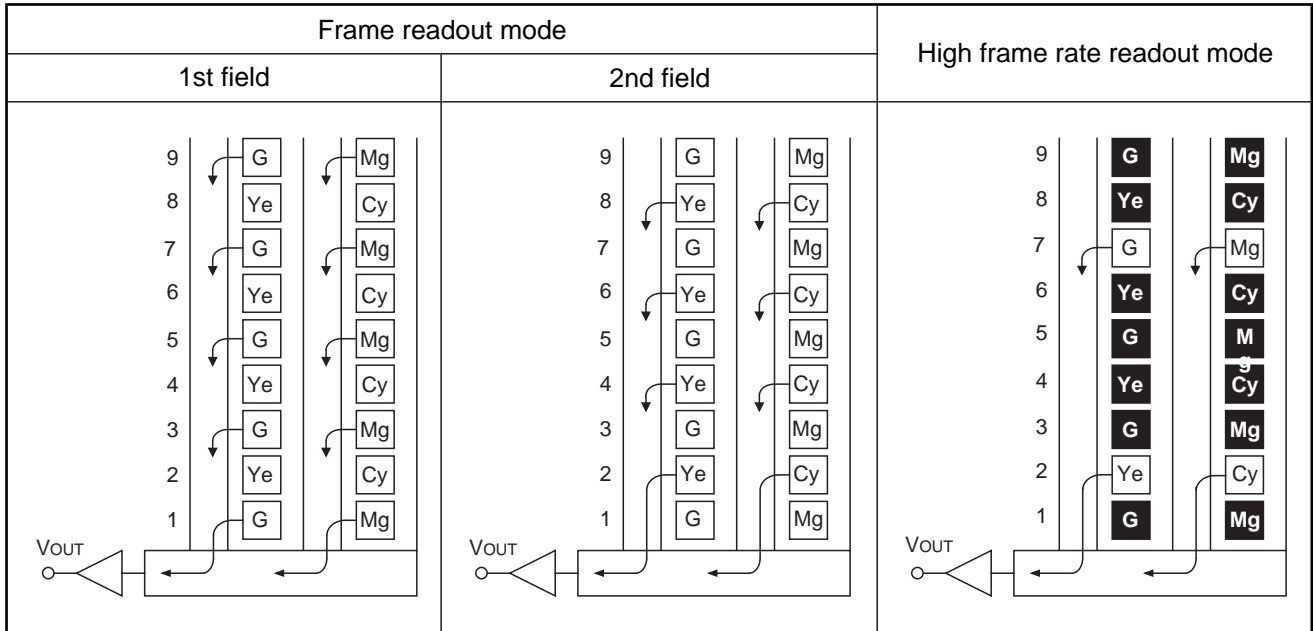 Frame readout mode
High frame rate readout mode
1st field
2nd field
9 G Mg
8 Ye Cy
7 G Mg
6 Ye Cy
5 G Mg
4 Ye Cy
3 G Mg
2 Ye Cy
1 G Mg
VOUT
9 G Mg
8 Ye Cy
7 G Mg
6 Ye Cy
5 G Mg
4 Ye Cy
3 G Mg
2 Ye Cy
1 G Mg
VOUT
9 G Mg
8 Ye Cy
7 G Mg
6 Ye Cy
5 G Mg
4 Ye Cy
3 G Mg
2 Ye Cy
1 G Mg
VOUT